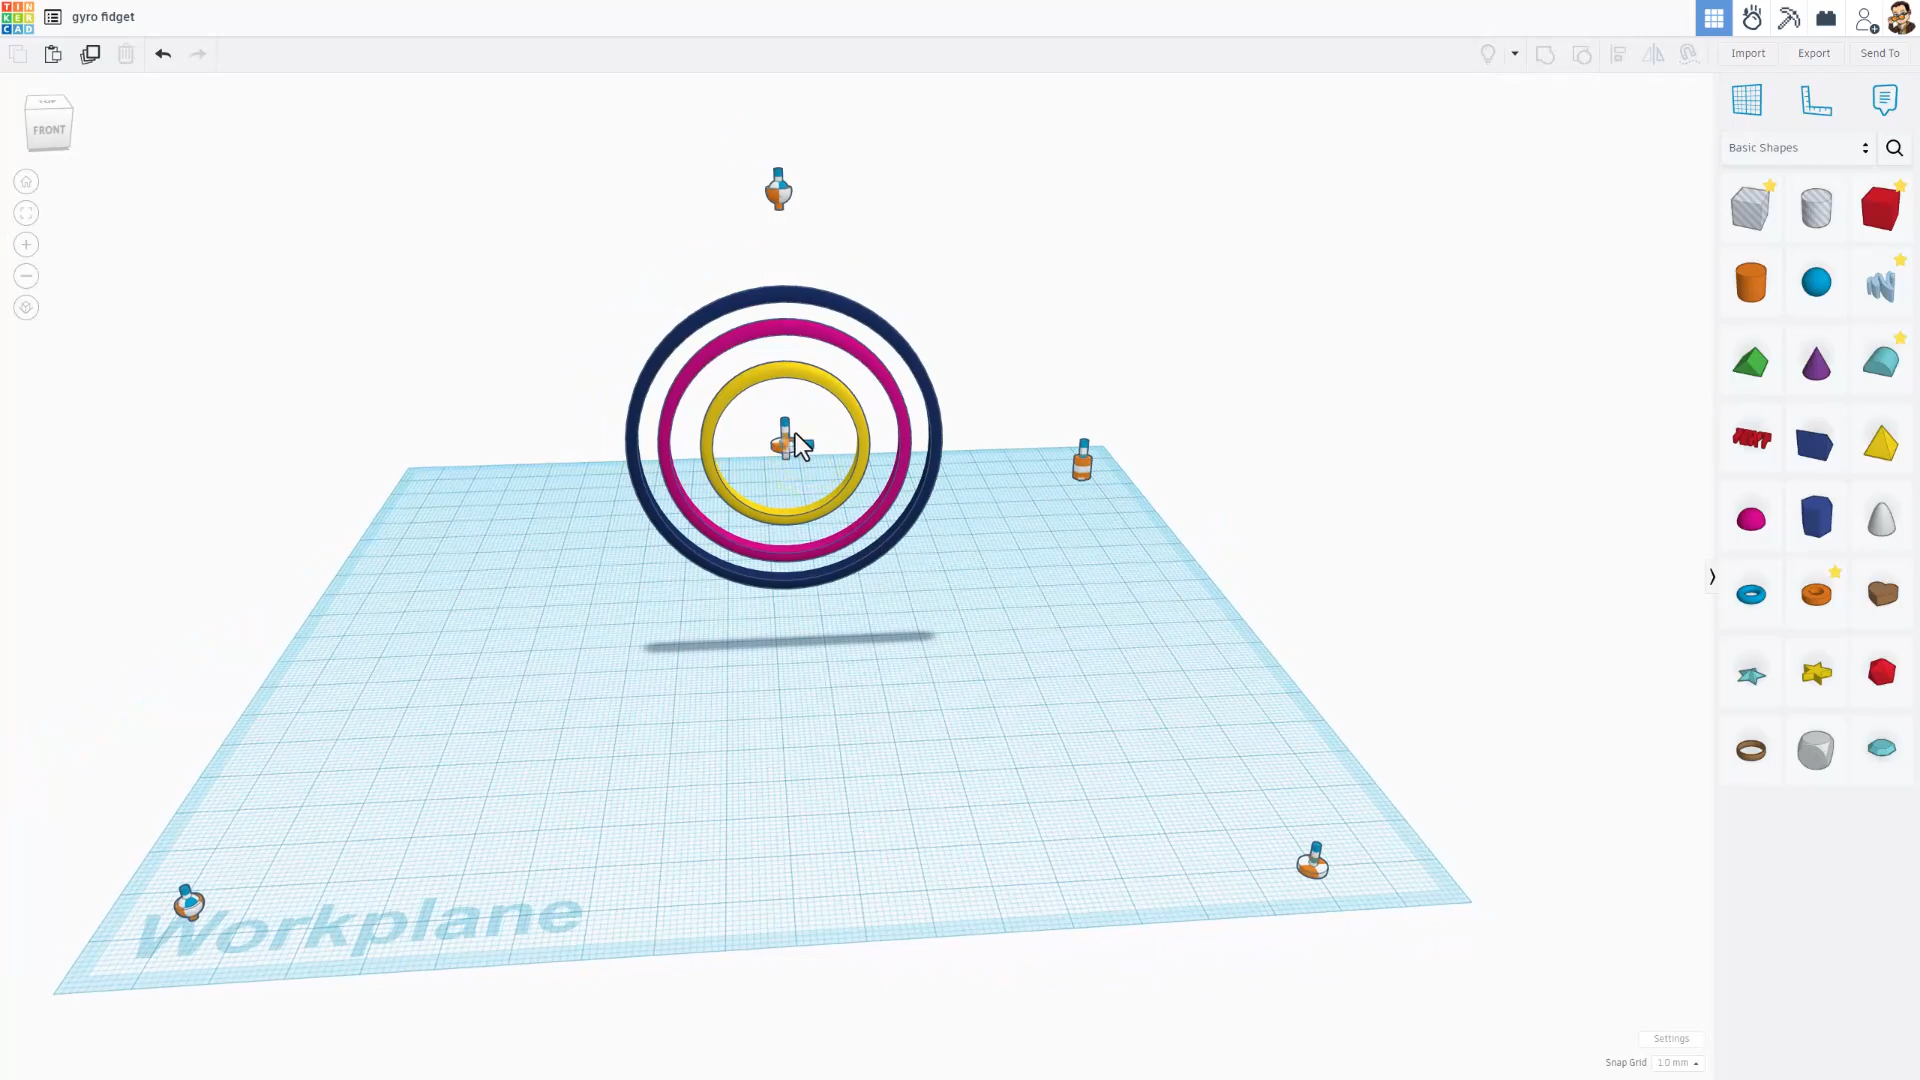 TIN
KER
CAD
gyro fidget
Import
Export
Send To
TOP
FRONT
Basic Shapes
Workplane
Settings
Snap Grid 1.0 mm